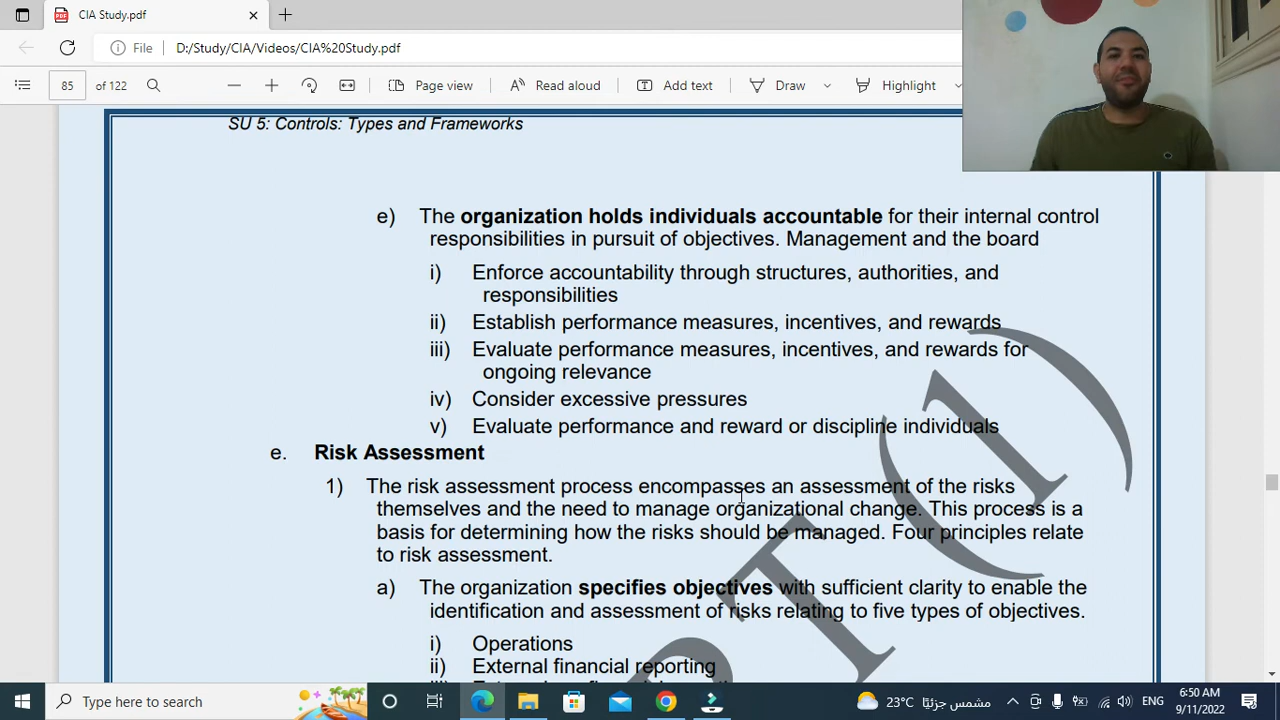 CIA Study.pdf
File D:/Study/CIA/Videos/CIA%20Study.pdf
85 of 122 Page view Read aloud Add text Draw Highlight
SU 5: Controls: Types and Frameworks
e) The organization holds individuals accountable for their internal control
responsibilities in pursuit of objectives. Management and the board
i) Enforce accountability through structures, authorities, and
responsibilities
ii) Establish performance measures, incentives, and rewards
iii) Evaluate performance measures, incentives, and rewards for
ongoing relevance
iv) Consider excessive pressures
v) Evaluate performance and reward or discipline individuals
e. Risk Assessment
1) The risk assessment process encompasses an assessment of the risks
themselves and the need to manage organizational change. This process is a
basis for determining how the risks should be managed. Four principles relate
to risk assessment.
a) The organization specifies objectives with sufficient clarity to enable the
identification and assessment of risks relating to five types of objectives.
i) Operations
ii) External financial reporting
PT (1)
Type here to search
23°C مشمس جزئيًا ENG 6:50 AM
9/11/2022